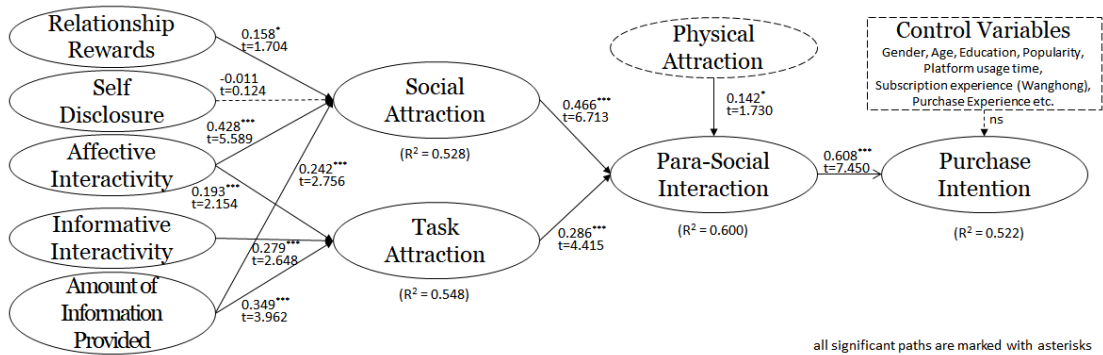 Relationship
Rewards
Self
Disclosure
Affective
Interactivity
Informative
Interactivity
Amount of
Information
Provided
0.158*
t=1.704
-0.011
t=0.124
0.428***
t=5.589
0.242***
t=2.756
0.193***
t=2.154
0.279***
t=2.648
0.349***
t=3.962
Social
Attraction
(R² = 0.528)
Task
Attraction
(R² = 0.548)
0.466***
t=6.713
0.286***
t=4.415
Physical
Attraction
0.142*
t=1.730
Para-Social
Interaction
(R² = 0.600)
0.608***
t=7.450
Control Variables
Gender, Age, Education, Popularity,
Platform usage time,
Subscription experience (Wanghong),
Purchase Experience etc.
ns
Purchase
Intention
(R² = 0.522)
all significant paths are marked with asterisks